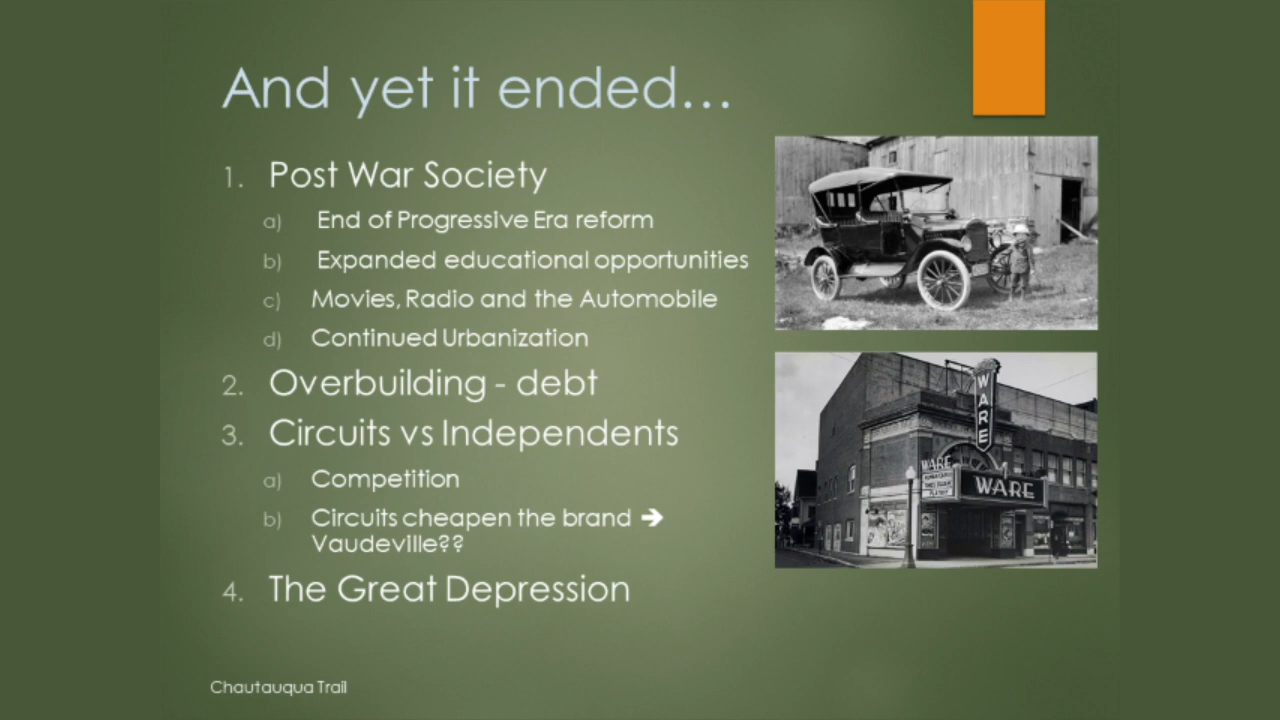 And yet it ended...
1. Post War Society
a) End of Progressive Era reform
b) Expanded educational opportunities
c) Movies, Radio and the Automobile
d) Continued Urbanization
2. Overbuilding - debt
3. Circuits vs Independents
a) Competition
b) Circuits cheapen the brand →
Vaudeville??
4. The Great Depression
WARE
WARE
WARE
Chautauqua Trail